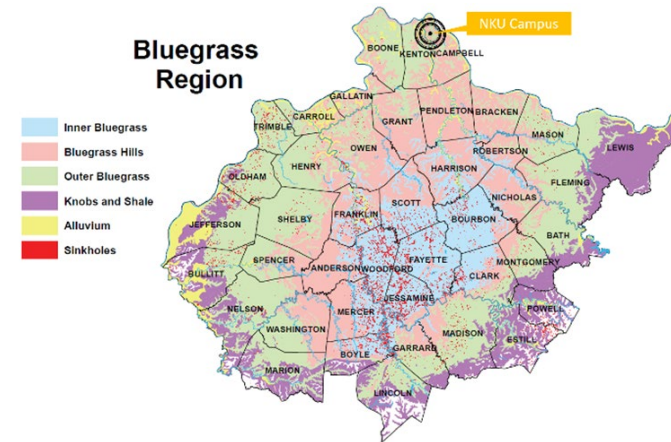 NKU Campus
Bluegrass
Region
BOONE
KENTON
CAMPBELL
GALLATIN
CARROLL
TRIMBLE
GRANT
PENDLETON
BRACKEN
MASON
LEWIS
OWEN
ROBERTSON
HENRY
HARRISON
FLEMING
OLDHAM
NICHOLAS
SCOTT
FRANKLIN
BOURBON
SHELBY
JEFFERSON
BATH
FAYETTE
MONTGOMERY
SPENCER
ANDERSON
WOODFORD
CLARK
BULLITT
JESSAMINE
NELSON
MERCER
POWELL
WASHINGTON
MADISON
ESTILL
GARRARD
BOYLE
MARION
LINCOLN
Inner Bluegrass
Bluegrass Hills
Outer Bluegrass
Knobs and Shale
Alluvium
Sinkholes